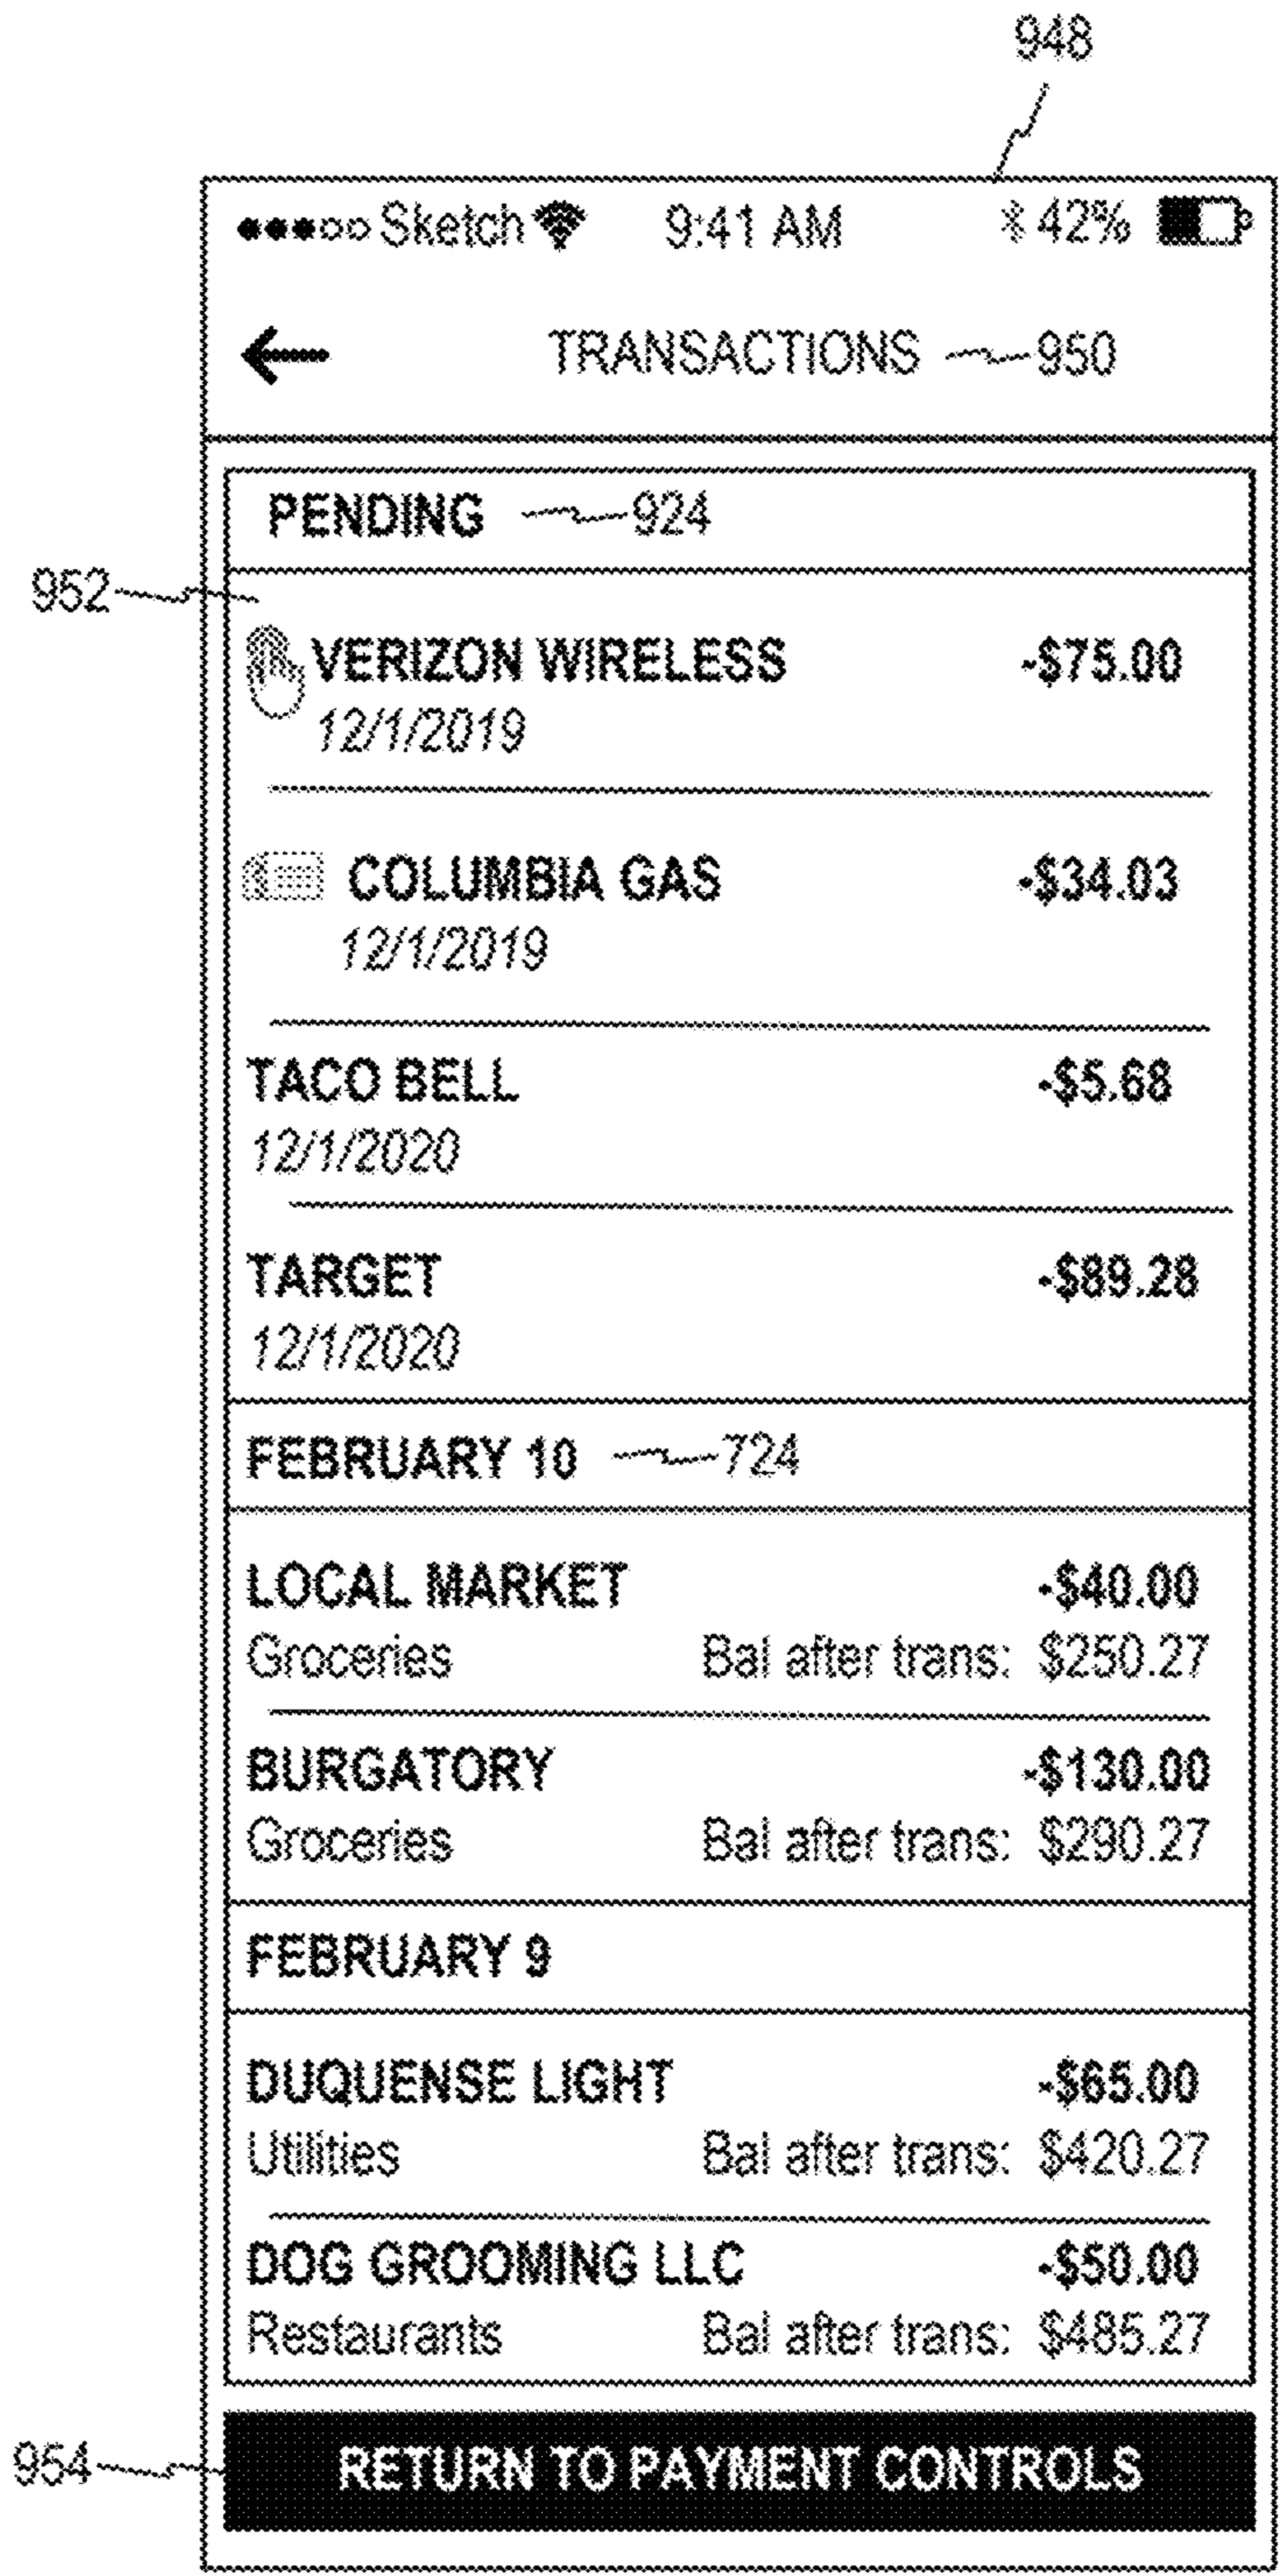 948
Sketch 9:41 AM 42%
TRANSACTIONS 950
PENDING 924
952
VERIZON WIRELESS -$75.00
12/1/2019
COLUMBIA GAS -$34.03
12/1/2019
TACO BELL -$5.68
12/1/2020
TARGET -$89.28
12/1/2020
FEBRUARY 10 724
LOCAL MARKET -$40.00
Groceries Bal after trans: $250.27
BURGATORY -$130.00
Groceries Bal after trans: $290.27
FEBRUARY 9
DUQUENSE LIGHT -$65.00
Utilities Bal after trans: $420.27
DOG GROOMING LLC -$50.00
Restaurants Bal after trans: $485.27
954 RETURN TO PAYMENT CONTROLS